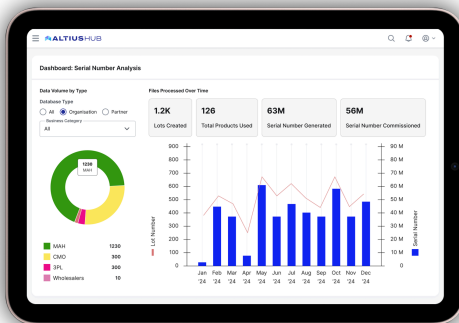 ALTIUSHUB
Dashboard: Serial Number Analysis
Data Volume by Type
Database Type
All Organisation Partner
Business Category
All
1230
MAH
MAH 1230
CMO 300
3PL 300
Wholesalers 10
Files Processed Over Time
1.2K
Lots Created
126
Total Products Used
63M
Serial Number Generated
56M
Serial Number Commissioned
900
800
700
600
500
400
300
200
100
0
Lot Number
90 M
80 M
70 M
60 M
50 M
40 M
30 M
20 M
10 M
0
Serial Number
Jan Feb Mar Apr May Jun Jul Aug Sep Oct Nov Dec
'24 '24 '24 '24 '24 '24 '24 '24 '24 '24 '24 '24